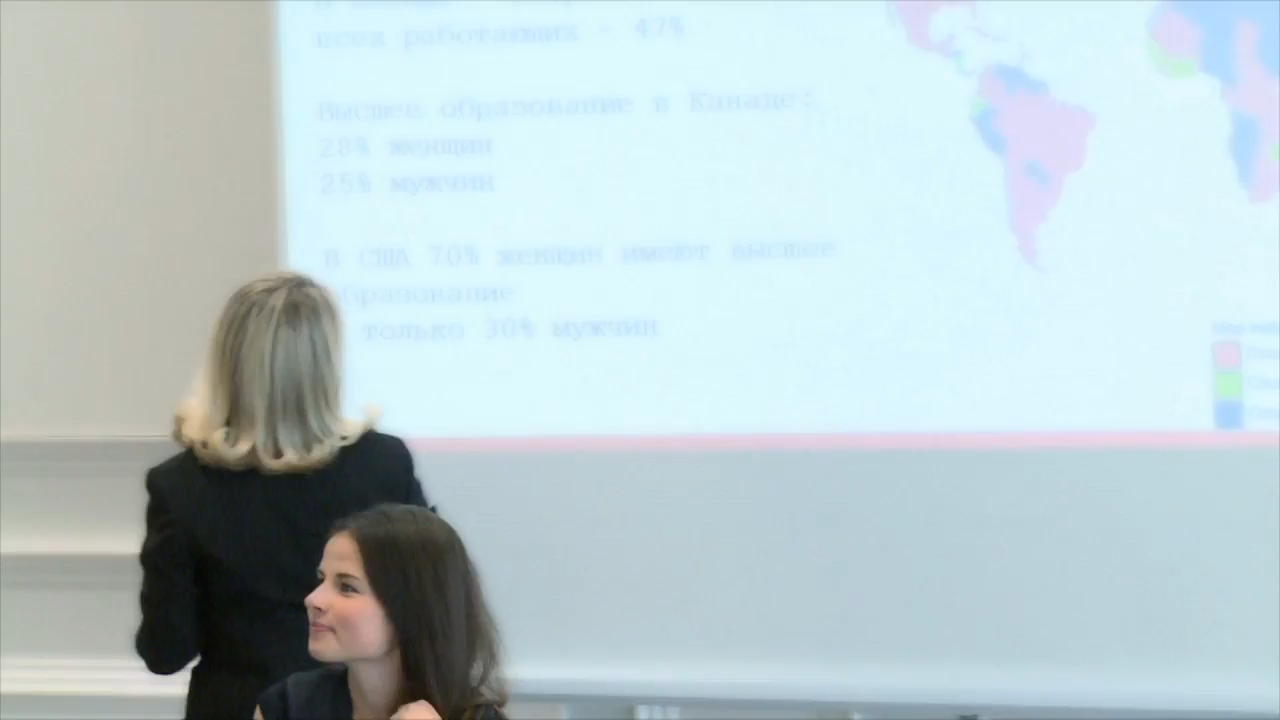 всех работающих - 47%
Высшее образование в Канаде:
28% женщин
25% мужчин
В США 70% женщин имеют высшее
образование
только 30% мужчин